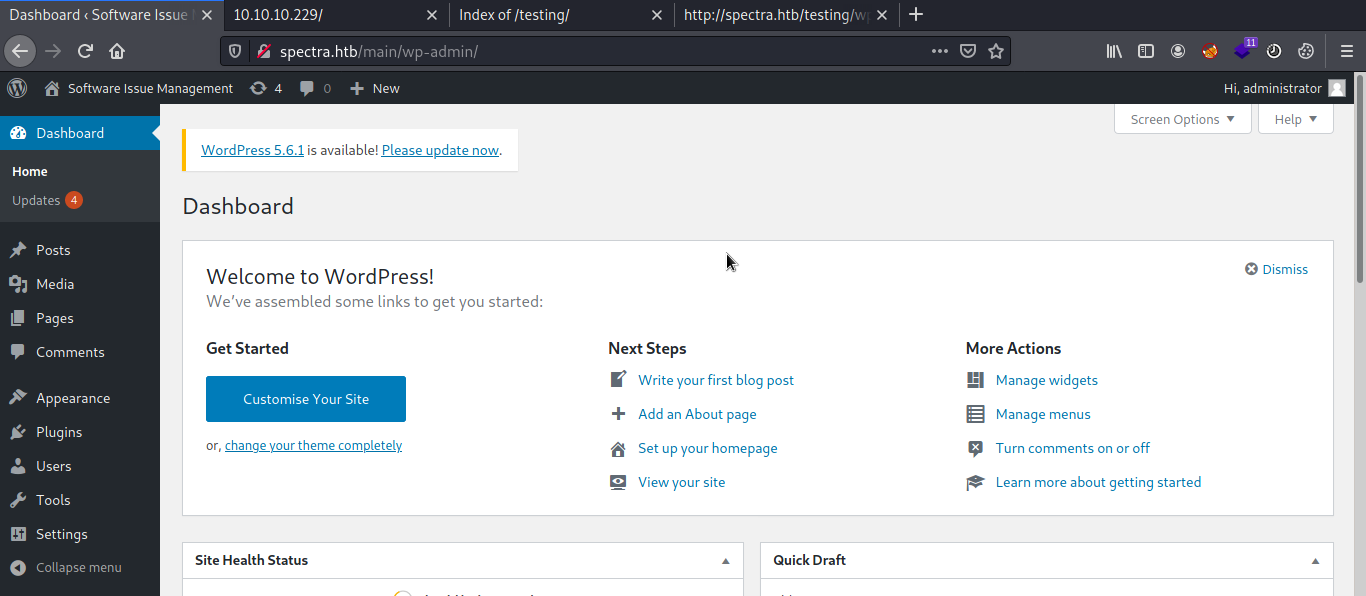 Dashboard ‹ Software Issue
10.10.10.229/
Index of /testing/
http://spectra.htb/testing/w
spectra.htb/main/wp-admin/
11
Software Issue Management 4 0 New
Hi, administrator
Dashboard
Home
Updates 4
Posts
Media
Pages
Comments
Appearance
Plugins
Users
Tools
Settings
Collapse menu
Screen Options
Help
WordPress 5.6.1 is available! Please update now.
Dashboard
Welcome to WordPress!
We've assembled some links to get you started:
Dismiss
Get Started
Customise Your Site
or, change your theme completely
Next Steps
Write your first blog post
Add an About page
Set up your homepage
View your site
More Actions
Manage widgets
Manage menus
Turn comments on or off
Learn more about getting started
Site Health Status
Quick Draft